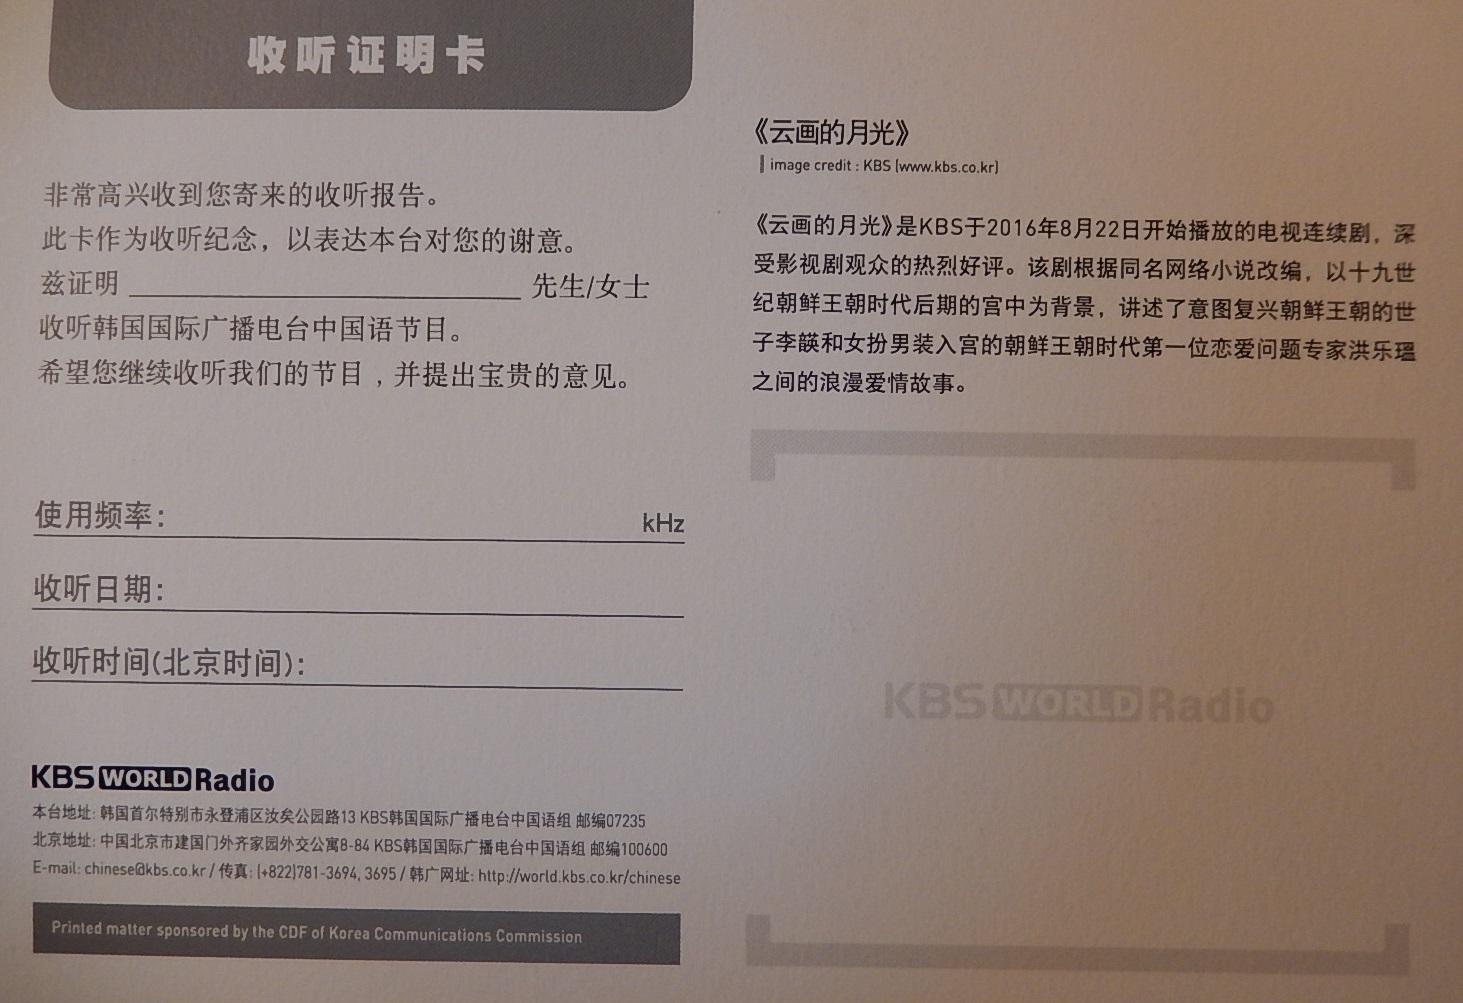 收听证明卡
非常高兴收到您寄来的收听报告。
此卡作为收听纪念，以表达本台对您的谢意。
兹证明 ____________________ 先生/女士
收听韩国国际广播电台中国语节目。
希望您继续收听我们的节目，并提出宝贵的意见。
使用频率: kHz
收听日期:
收听时间(北京时间):
KBS WORLD Radio
本台地址: 韩国首尔特别市永登浦区汝矣公园路13 KBS韩国国际广播电台中国语组 邮编07235
北京地址: 中国北京市建国门外齐家园外交公寓8-84 KBS韩国国际广播电台中国语组 邮编100600
E-mail: chinese@kbs.co.kr / 传真: (+822)781-3694, 3695 / 韩广网址: http://world.kbs.co.kr/chinese
Printed matter sponsored by the CDF of Korea Communications Commission
《云画的月光》
image credit : KBS (www.kbs.co.kr)
《云画的月光》是KBS于2016年8月22日开始播放的电视连续剧，深
受影视剧观众的热烈好评。该剧根据同名网络小说改编，以十九世
纪朝鲜王朝时代后期的宫中为背景，讲述了意图复兴朝鲜王朝的世
子李韺和女扮男装入宫的朝鲜王朝时代第一位恋爱问题专家洪乐瑥
之间的浪漫爱情故事。
KBS WORLD Radio